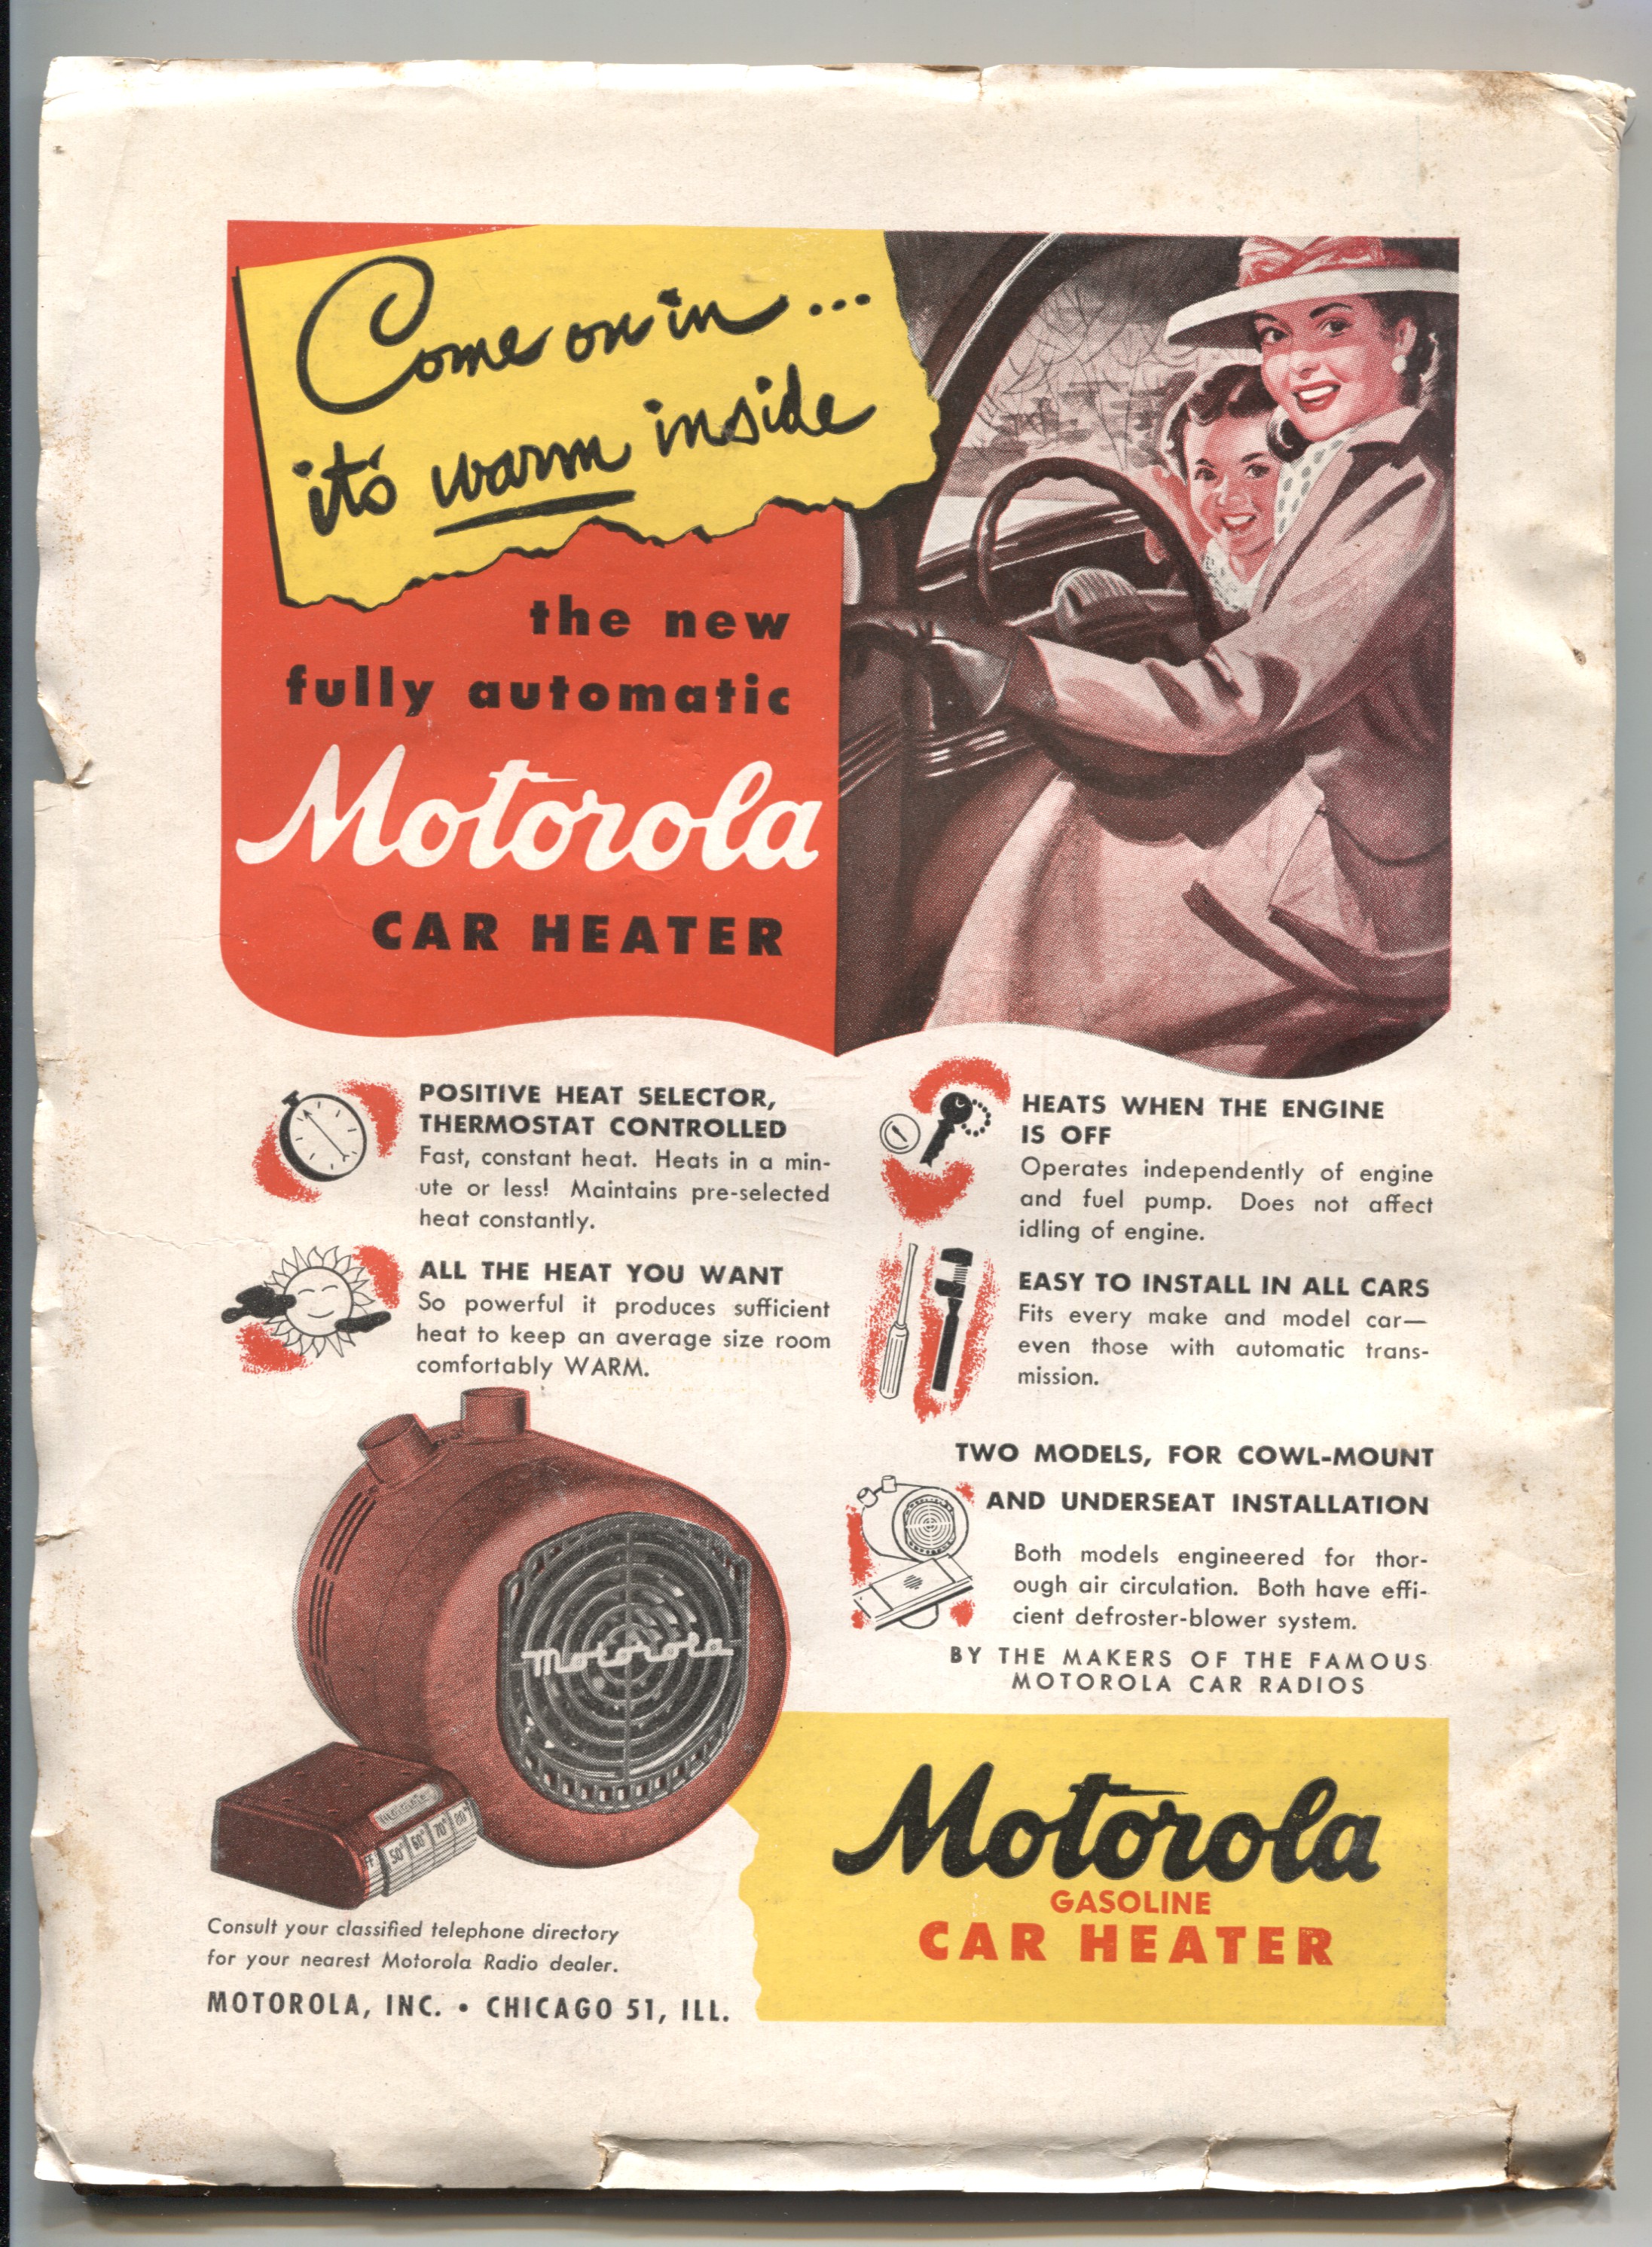 Come on in...
it's warm inside
the new
fully automatic
Motorola
CAR HEATER
POSITIVE HEAT SELECTOR,
THERMOSTAT CONTROLLED
Fast, constant heat. Heats in a min-
ute or less! Maintains pre-selected
heat constantly.
ALL THE HEAT YOU WANT
So powerful it produces sufficient
heat to keep an average size room
comfortably WARM.
HEATS WHEN THE ENGINE
IS OFF
Operates independently of engine
and fuel pump. Does not affect
idling of engine.
EASY TO INSTALL IN ALL CARS
Fits every make and model car—
even those with automatic trans-
mission.
TWO MODELS, FOR COWL-MOUNT
AND UNDERSEAT INSTALLATION
Both models engineered for thor-
ough air circulation. Both have effi-
cient defroster-blower system.
BY THE MAKERS OF THE FAMOUS
MOTOROLA CAR RADIOS
Motorola
50° 60° 70° 80°
Motorola
GASOLINE
CAR HEATER
Consult your classified telephone directory
for your nearest Motorola Radio dealer.
MOTOROLA, INC. • CHICAGO 51, ILL.